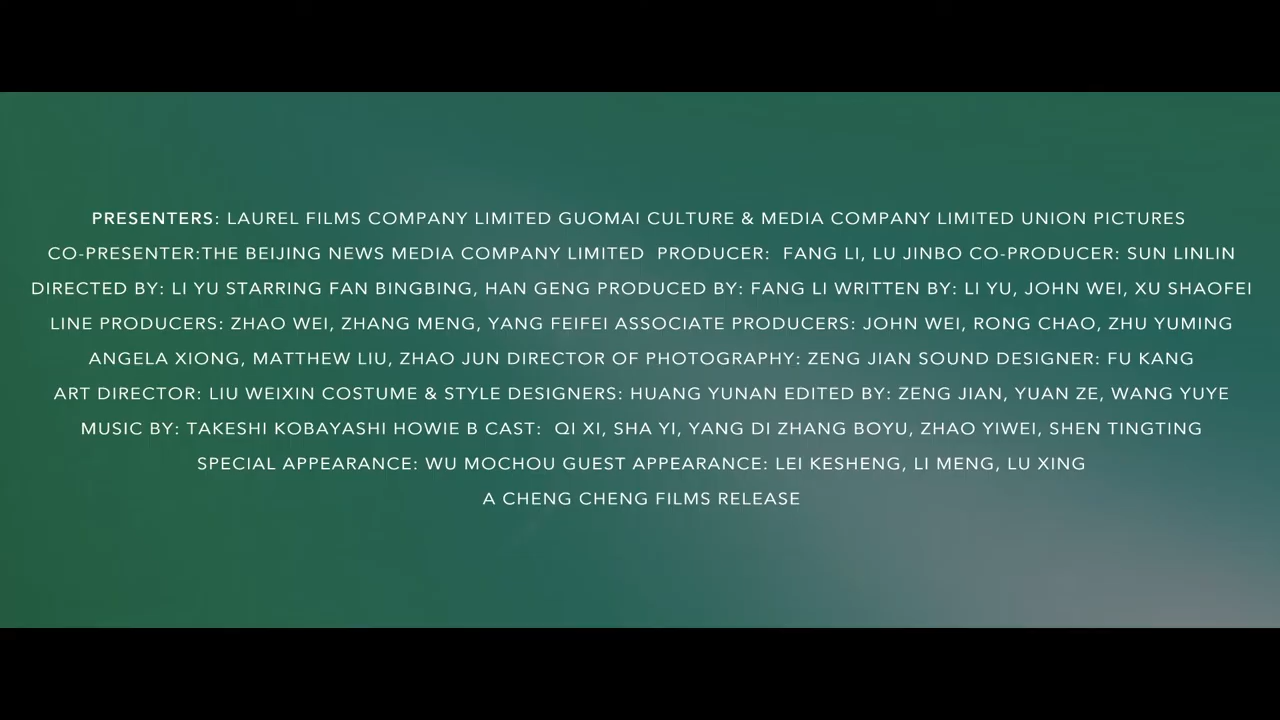 PRESENTERS: LAUREL FILMS COMPANY LIMITED GUOMAI CULTURE & MEDIA COMPANY LIMITED UNION PICTURES
CO-PRESENTER:THE BEIJING NEWS MEDIA COMPANY LIMITED  PRODUCER:  FANG LI, LU JINBO CO-PRODUCER: SUN LINLIN
DIRECTED BY: LI YU STARRING FAN BINGBING, HAN GENG PRODUCED BY: FANG LI WRITTEN BY: LI YU, JOHN WEI, XU SHAOFEI
LINE PRODUCERS: ZHAO WEI, ZHANG MENG, YANG FEIFEI ASSOCIATE PRODUCERS: JOHN WEI, RONG CHAO, ZHU YUMING
ANGELA XIONG, MATTHEW LIU, ZHAO JUN DIRECTOR OF PHOTOGRAPHY: ZENG JIAN SOUND DESIGNER: FU KANG
ART DIRECTOR: LIU WEIXIN COSTUME & STYLE DESIGNERS: HUANG YUNAN EDITED BY: ZENG JIAN, YUAN ZE, WANG YUYE
MUSIC BY: TAKESHI KOBAYASHI HOWIE B CAST:  QI XI, SHA YI, YANG DI ZHANG BOYU, ZHAO YIWEI, SHEN TINGTING
SPECIAL APPEARANCE: WU MOCHOU GUEST APPEARANCE: LEI KESHENG, LI MENG, LU XING
A CHENG CHENG FILMS RELEASE